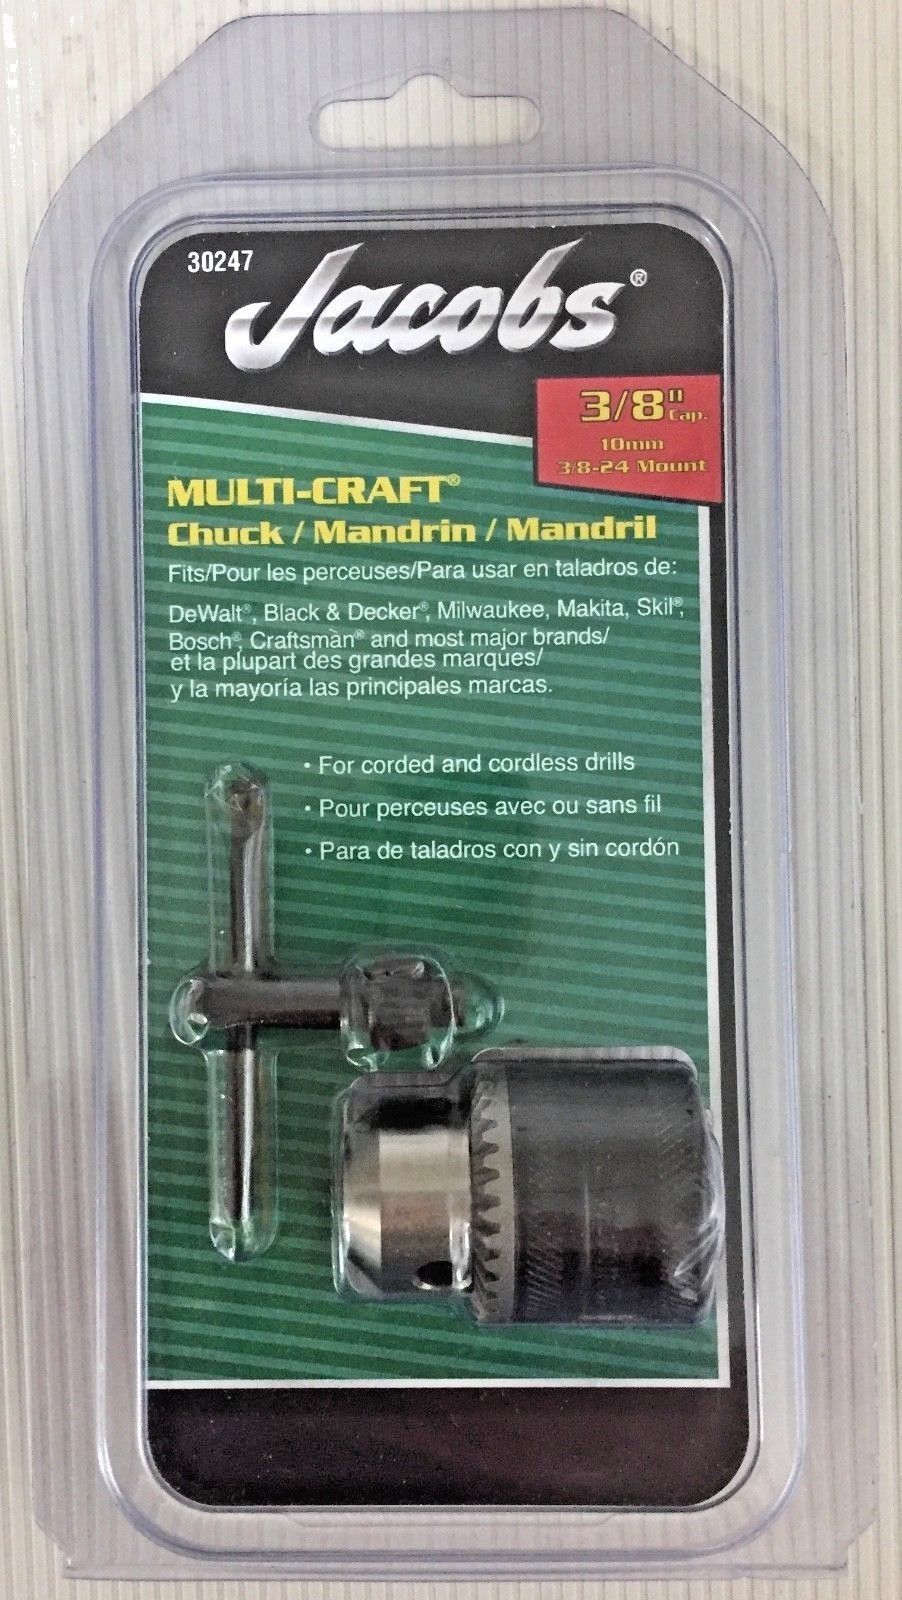 30247
Jacobs®
3/8" Cap.
10mm
3/8-24 Mount
MULTI-CRAFT®
Chuck / Mandrin / Mandril
Fits/Pour les perceuses/Para usar en taladros de:
DeWalt®, Black & Decker®, Milwaukee, Makita, Skil®,
Bosch®, Craftsman® and most major brands/
et la plupart des grandes marques/
y la mayoría las principales marcas.
• For corded and cordless drills
• Pour perceuses avec ou sans fil
• Para de taladros con y sin cordón